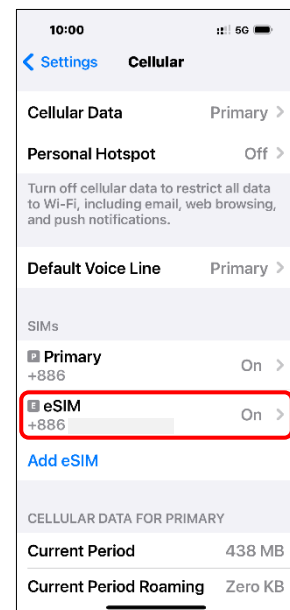 10:00
5G
Settings
Cellular
Cellular Data Primary
Personal Hotspot Off
Turn off cellular data to restrict all data
to Wi-Fi, including email, web browsing,
and push notifications.
Default Voice Line Primary
SIMs
P Primary
+886
On
E eSIM
+886
On
Add eSIM
CELLULAR DATA FOR PRIMARY
Current Period 438 MB
Current Period Roaming Zero KB